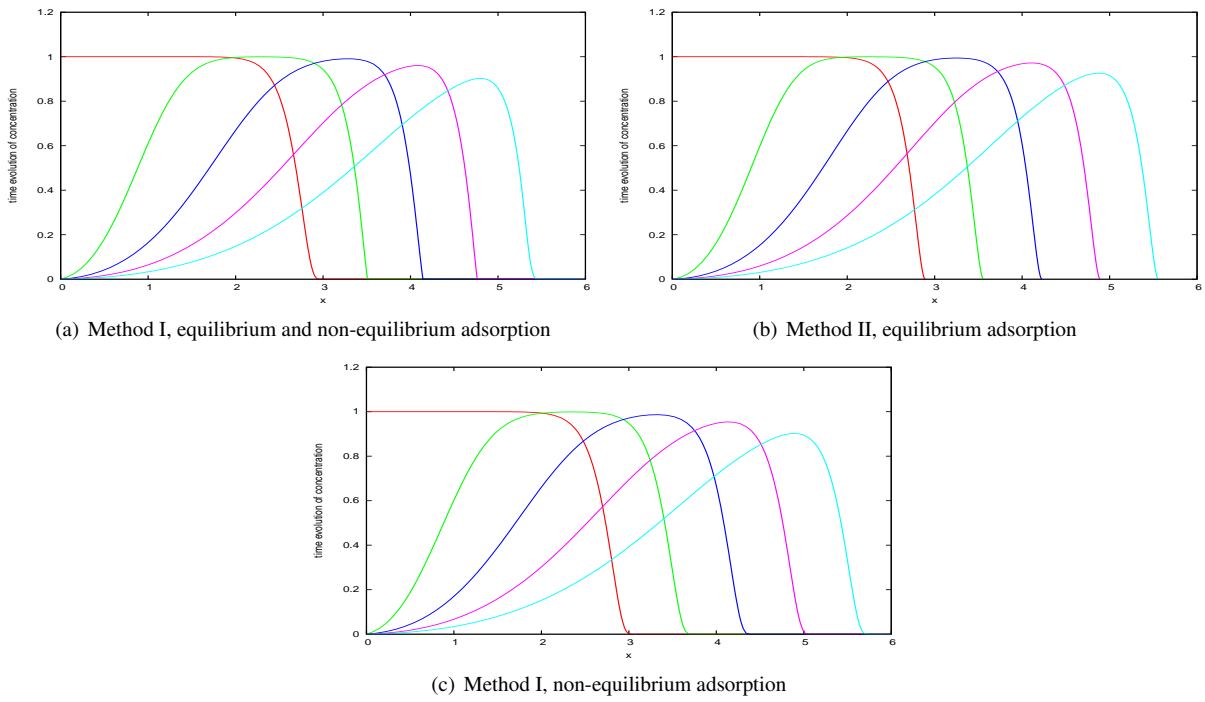 1.2
1
0.8
0.6
0.4
0.2
0
time evolution of concentration
0 1 2 3 4 5 6
x
(a) Method I, equilibrium and non-equilibrium adsorption
1.2
1
0.8
0.6
0.4
0.2
0
time evolution of concentration
0 1 2 3 4 5 6
x
(b) Method II, equilibrium adsorption
1.2
1
0.8
0.6
0.4
0.2
0
time evolution of concentration
0 1 2 3 4 5 6
x
(c) Method I, non-equilibrium adsorption